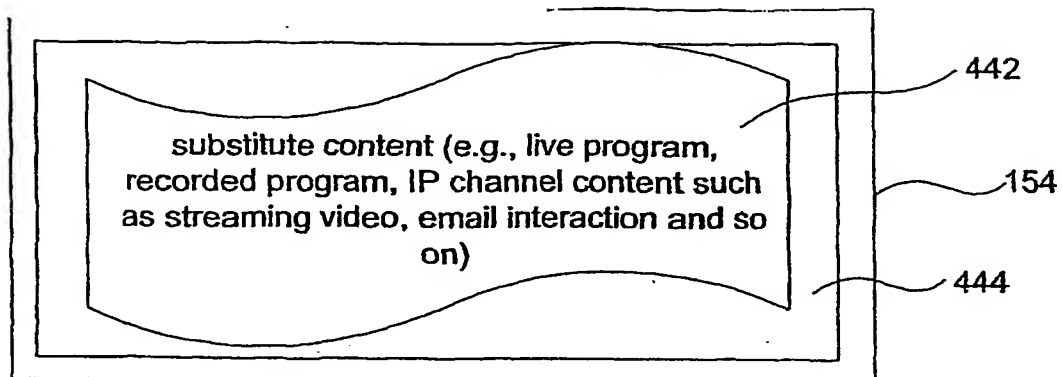 442
substitute content (e.g., live program,
recorded program, IP channel content such
as streaming video, email interaction and so
on)
154
444